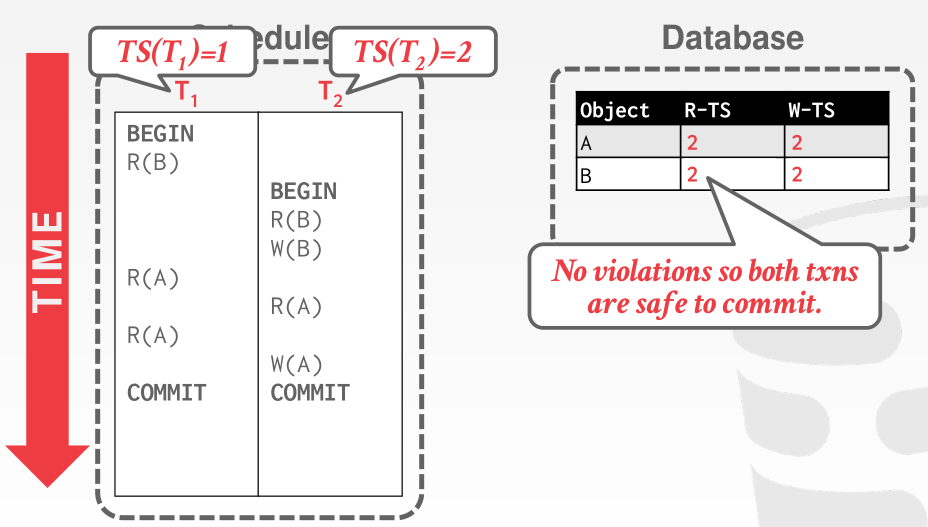 Schedule
Database
TS(T1)=1
TS(T2)=2
T1
T2
BEGIN
R(B)
BEGIN
R(B)
W(B)
R(A)
R(A)
R(A)
W(A)
COMMIT
COMMIT
TIME
Object R-TS W-TS
A 2 2
B 2 2
No violations so both txns
are safe to commit.